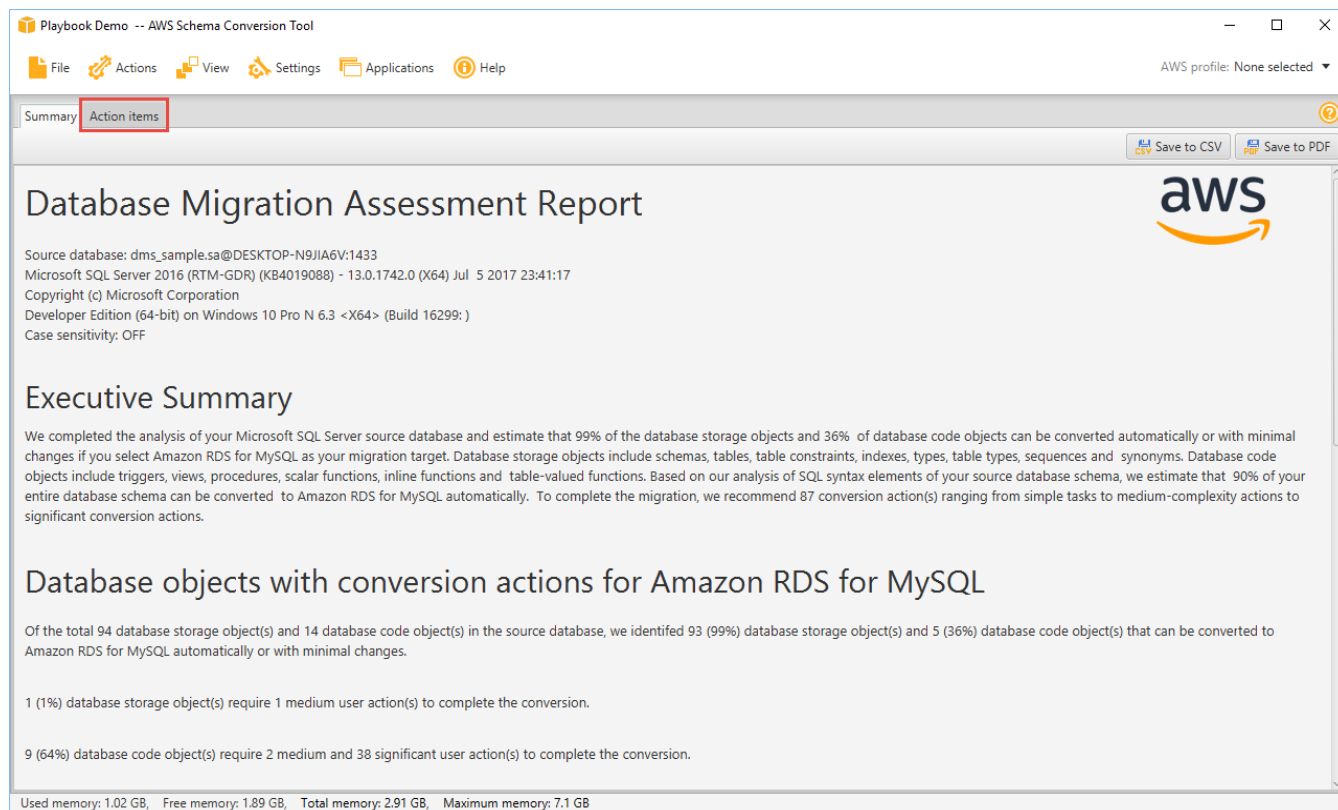 Playbook Demo -- AWS Schema Conversion Tool
File Actions View Settings Applications Help AWS profile: None selected
Summary Action items
CSV Save to CSV PDF Save to PDF
Database Migration Assessment Report
aws
Source database: dms_sample.sa@DESKTOP-N9JIA6V:1433
Microsoft SQL Server 2016 (RTM-GDR) (KB4019088) - 13.0.1742.0 (X64) Jul 5 2017 23:41:17
Copyright (c) Microsoft Corporation
Developer Edition (64-bit) on Windows 10 Pro N 6.3 <X64> (Build 16299: )
Case sensitivity: OFF
Executive Summary
We completed the analysis of your Microsoft SQL Server source database and estimate that 99% of the database storage objects and 36% of database code objects can be converted automatically or with minimal
changes if you select Amazon RDS for MySQL as your migration target. Database storage objects include schemas, tables, table constraints, indexes, types, table types, sequences and synonyms. Database code
objects include triggers, views, procedures, scalar functions, inline functions and table-valued functions. Based on our analysis of SQL syntax elements of your source database schema, we estimate that 90% of your
entire database schema can be converted to Amazon RDS for MySQL automatically. To complete the migration, we recommend 87 conversion action(s) ranging from simple tasks to medium-complexity actions to
significant conversion actions.
Database objects with conversion actions for Amazon RDS for MySQL
Of the total 94 database storage object(s) and 14 database code object(s) in the source database, we identifed 93 (99%) database storage object(s) and 5 (36%) database code object(s) that can be converted to
Amazon RDS for MySQL automatically or with minimal changes.
1 (1%) database storage object(s) require 1 medium user action(s) to complete the conversion.
9 (64%) database code object(s) require 2 medium and 38 significant user action(s) to complete the conversion.
Used memory: 1.02 GB, Free memory: 1.89 GB, Total memory: 2.91 GB, Maximum memory: 7.1 GB